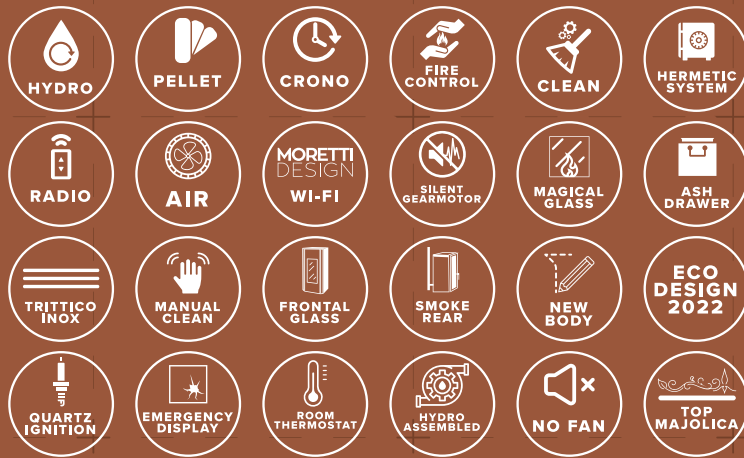 HYDRO
PELLET
CRONO
FIRE
CONTROL
CLEAN
HERMETIC
SYSTEM
RADIO
AIR
MORETTI
DESIGN
WI-FI
SILENT
GEARMOTOR
MAGICAL
GLASS
ASH
DRAWER
TRITTICO
INOX
MANUAL
CLEAN
FRONTAL
GLASS
SMOKE
REAR
NEW
BODY
ECO
DESIGN
2022
QUARTZ
IGNITION
EMERGENCY
DISPLAY
ROOM
THERMOSTAT
HYDRO
ASSEMBLED
NO FAN
TOP
MAJOLICA